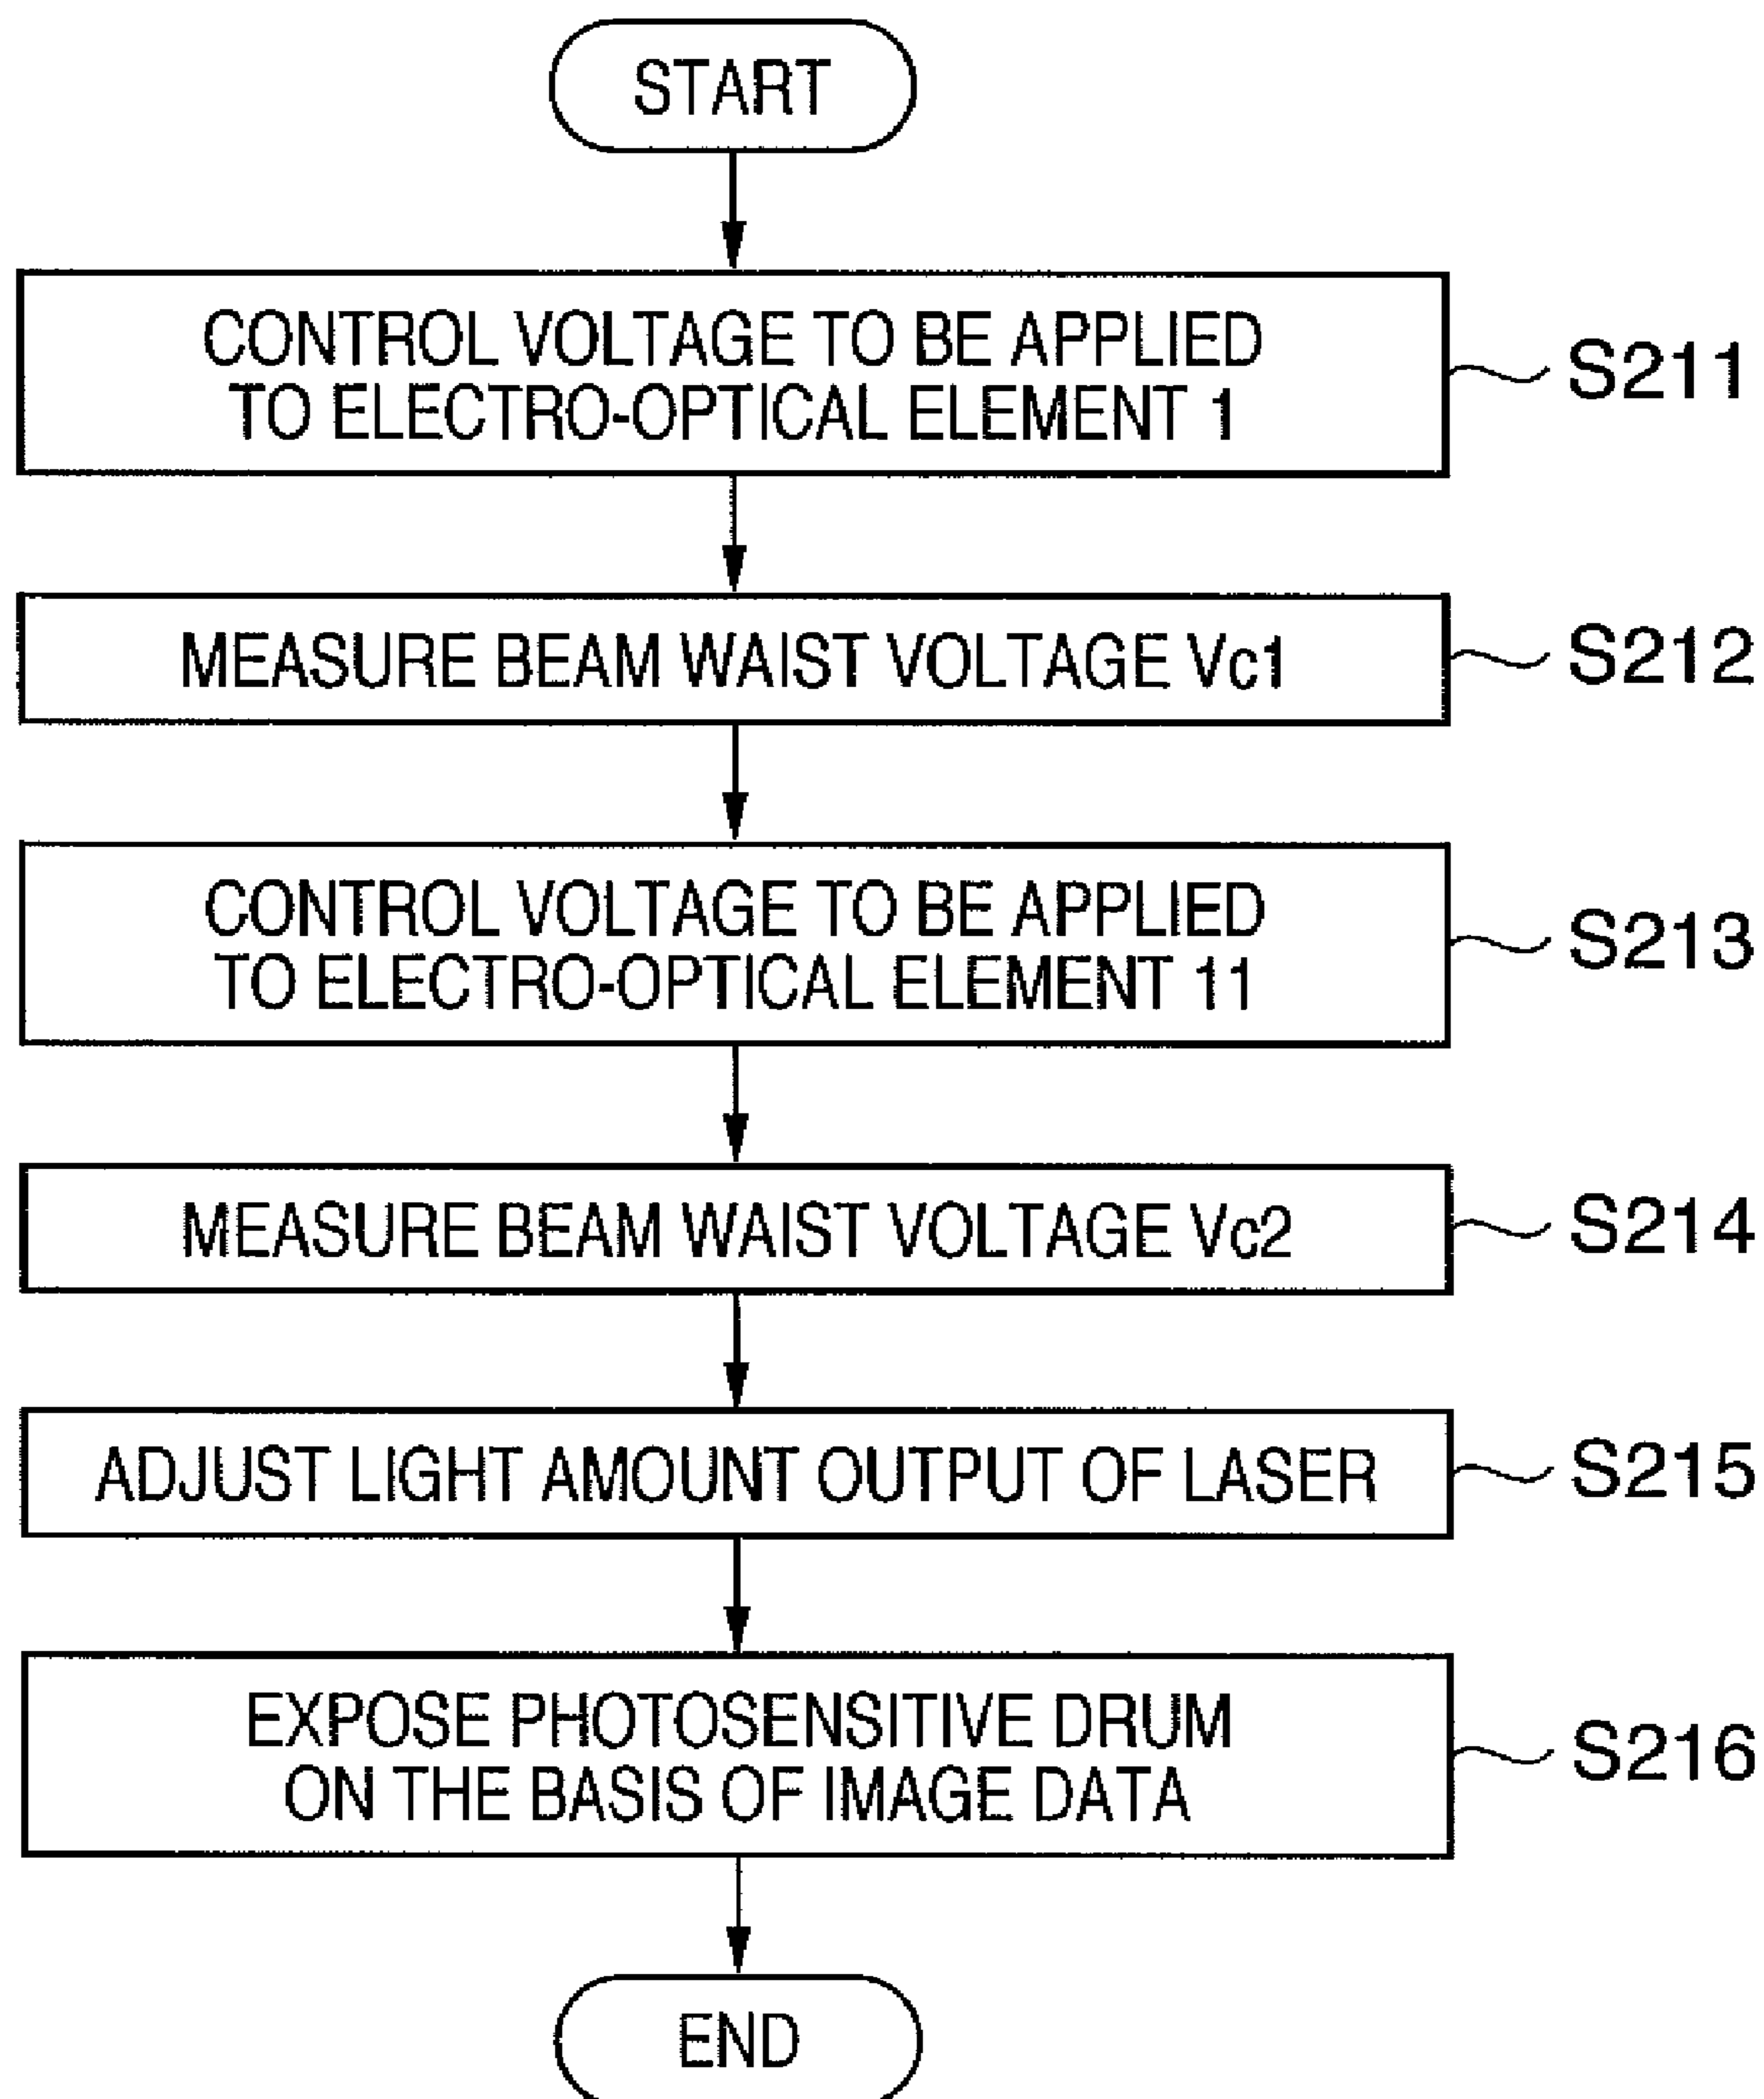 START
CONTROL VOLTAGE TO BE APPLIED
TO ELECTRO-OPTICAL ELEMENT 1
S211
MEASURE BEAM WAIST VOLTAGE Vc1
S212
CONTROL VOLTAGE TO BE APPLIED
TO ELECTRO-OPTICAL ELEMENT 11
S213
MEASURE BEAM WAIST VOLTAGE Vc2
S214
ADJUST LIGHT AMOUNT OUTPUT OF LASER
S215
EXPOSE PHOTOSENSITIVE DRUM
ON THE BASIS OF IMAGE DATA
S216
END